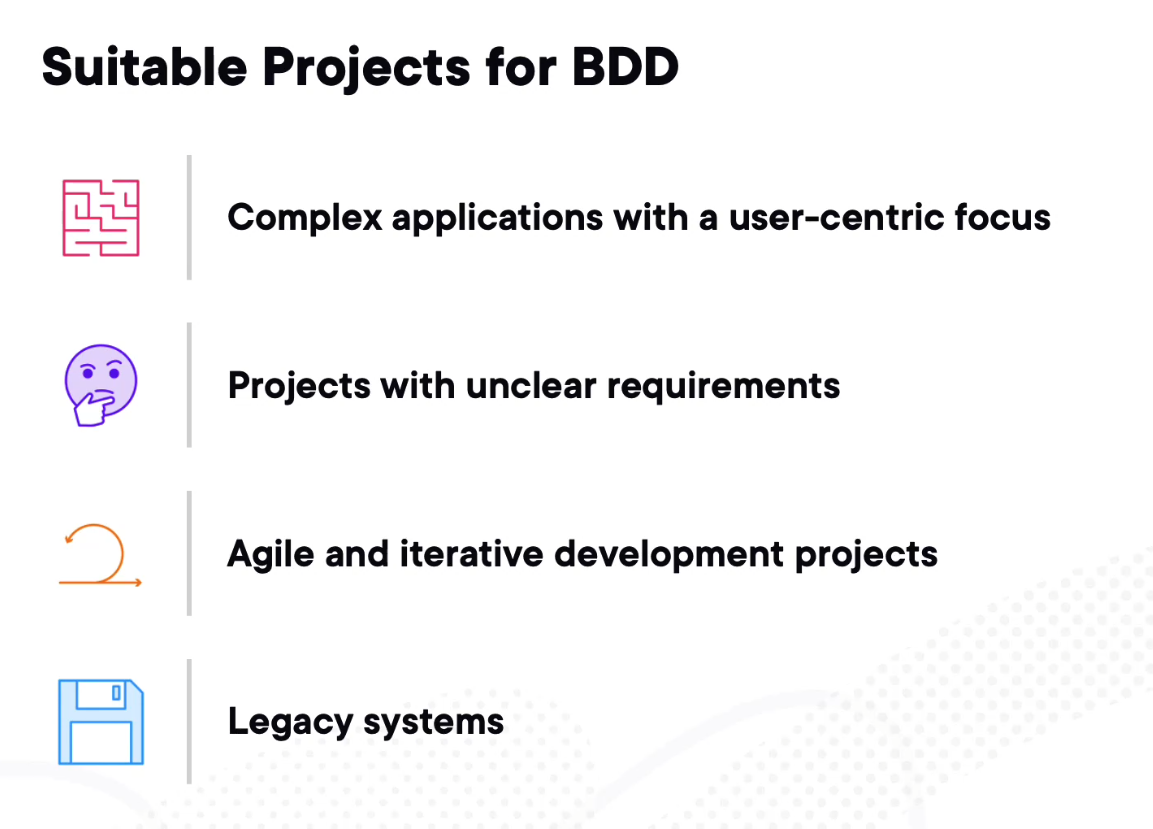 Suitable Projects for BDD
Complex applications with a user-centric focus
Projects with unclear requirements
Agile and iterative development projects
Legacy systems